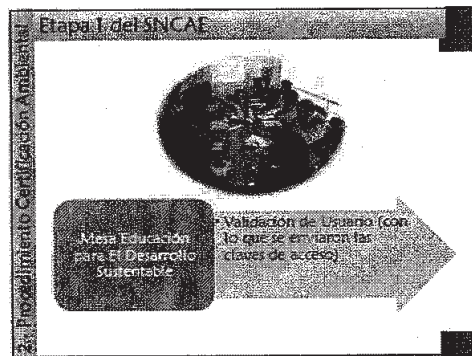 Etapa I del SNCAE
2. Procedimiento Certificación Ambiental
Mesa Educación
para El Desarrollo
Sustentable
Validación de Usuario (con
lo que se enviaron las
claves de acceso)